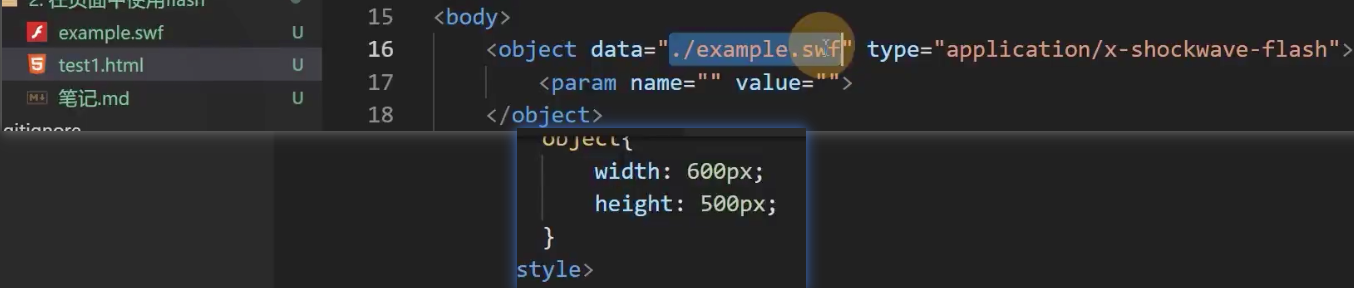 2. 在页面中使用flash
example.swf U
test1.html U
笔记.md U
.gitignore
15 <body>
16 <object data="./example.swf" type="application/x-shockwave-flash">
17 <param name="" value="">
18 </object>
object{
width: 600px;
height: 500px;
}
style>